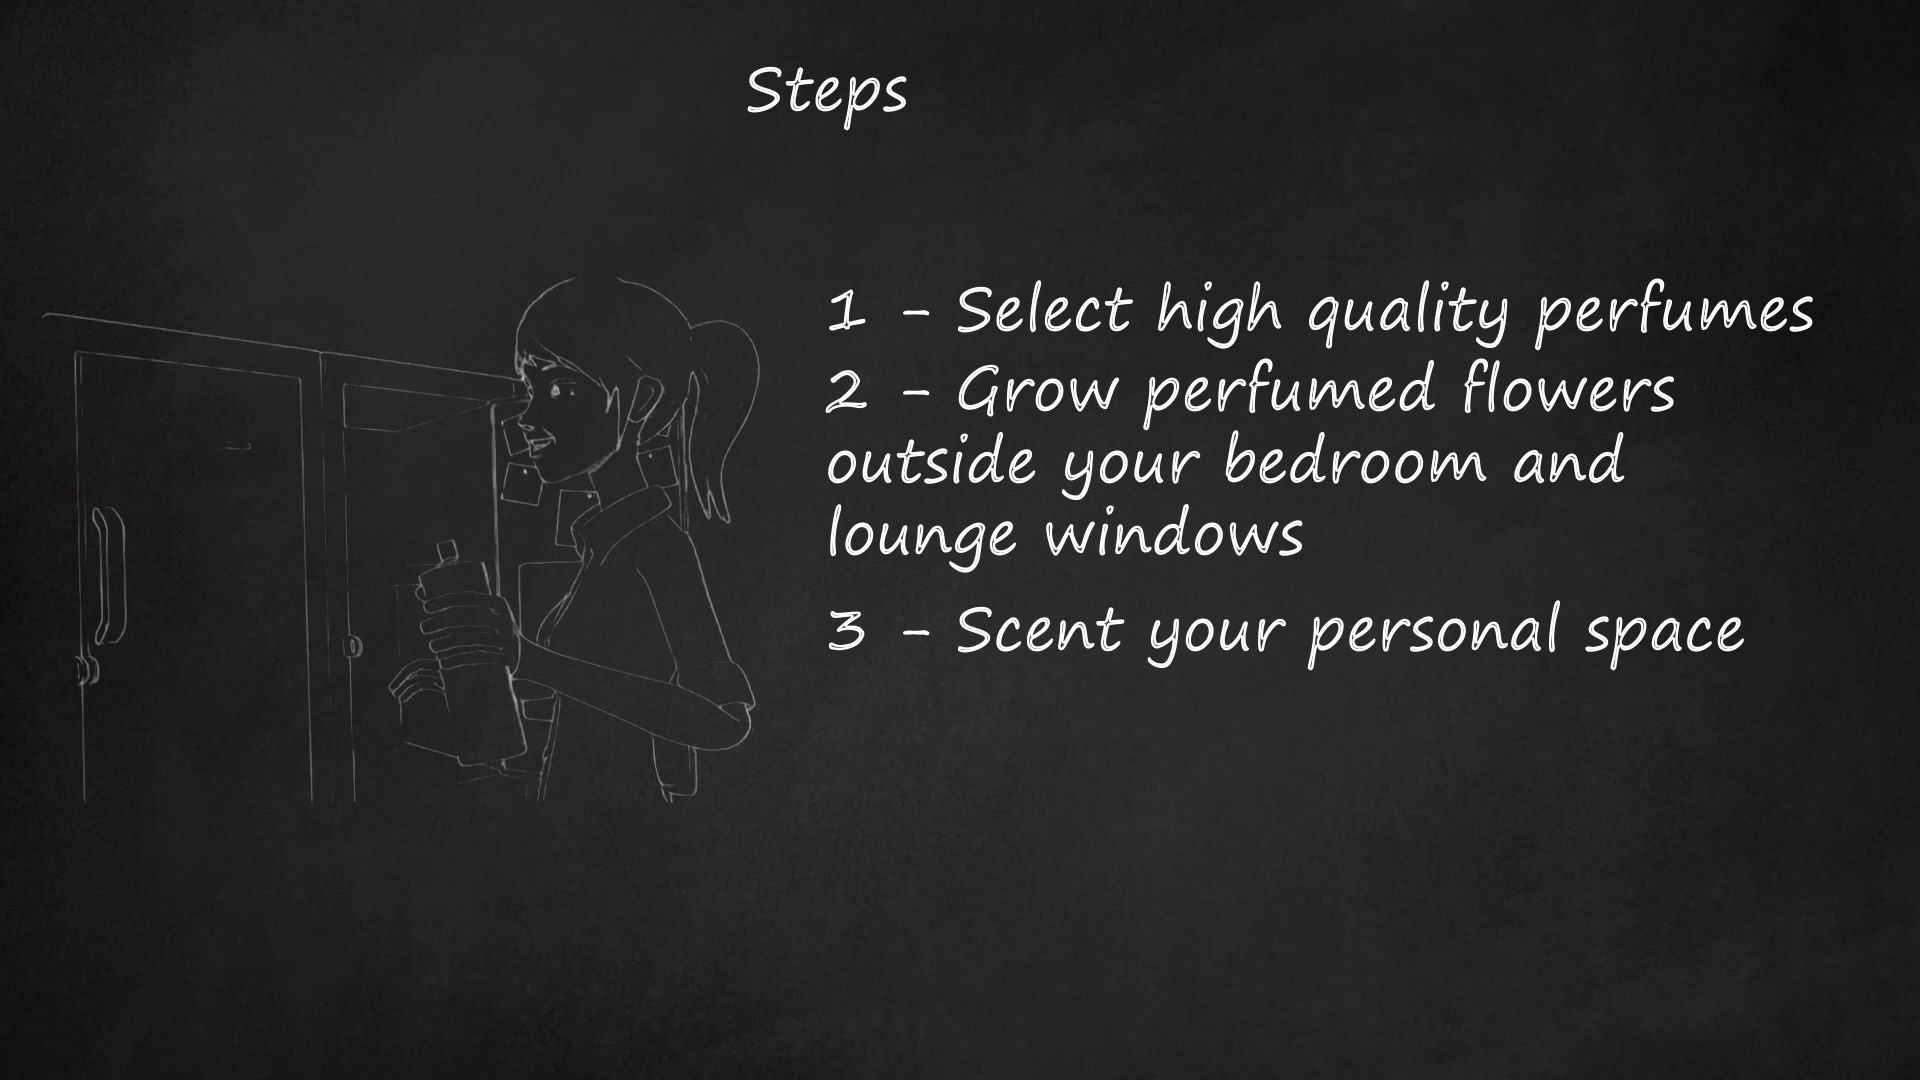 Steps
1 - Select high quality perfumes
2 - Grow perfumed flowers
outside your bedroom and
lounge windows
3 - Scent your personal space